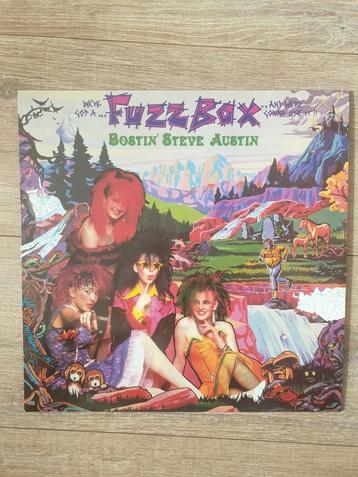 WE'VE GOT A...
FUZZBOX
...AND WE'RE GONNA USE IT!!
BOSTIN' STEVE AUSTIN